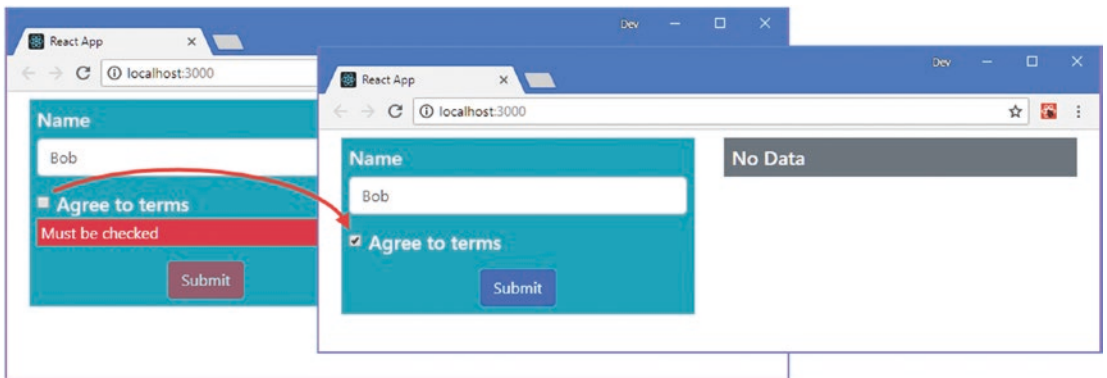 Dev
React App
localhost:3000
Name
Bob
Agree to terms
Must be checked
Submit
Dev
React App
localhost:3000
Name
Bob
Agree to terms
Submit
No Data